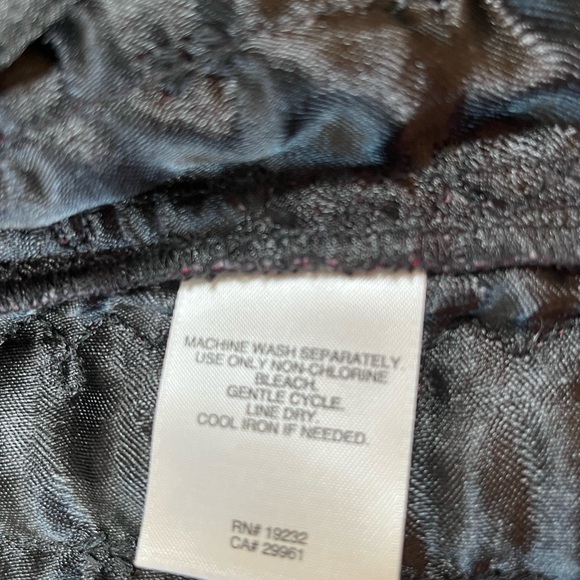 MACHINE WASH SEPARATELY.
USE ONLY NON-CHLORINE
BLEACH.
GENTLE CYCLE.
LINE DRY.
COOL IRON IF NEEDED.
RN# 19232
CA# 29961